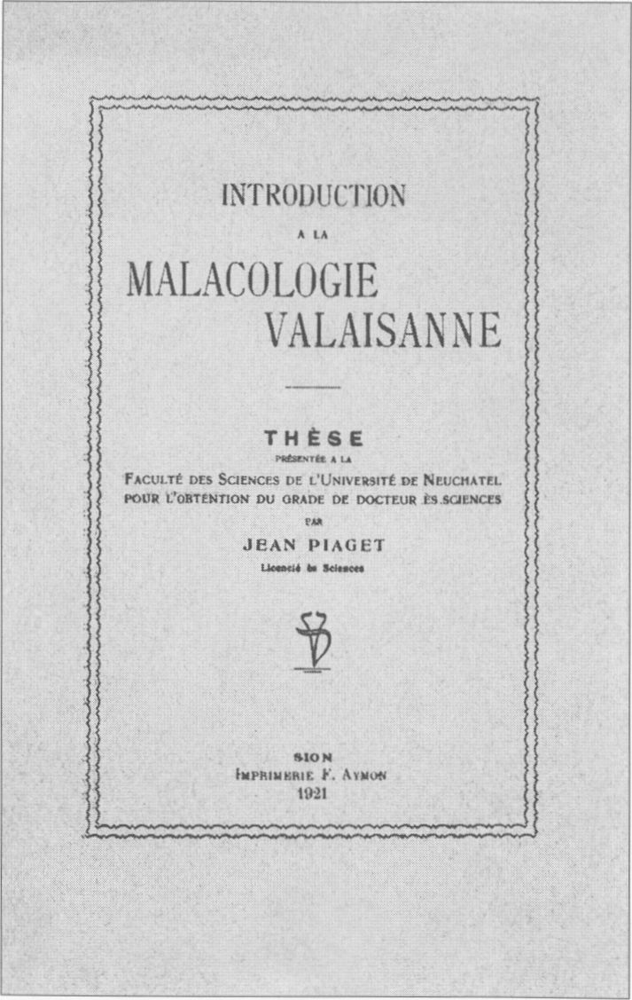 INTRODUCTION
A LA
MALACOLOGIE
VALAISANNE
THÈSE
PRÉSENTÉE A LA
FACULTÉ DES SCIENCES DE L'UNIVERSITÉ DE NEUCHATEL
POUR L'OBTENTION DU GRADE DE DOCTEUR ÈS SCIENCES
PAR
JEAN PIAGET
Licencié ès Sciences
SION
IMPRIMERIE F. AYMON
1921